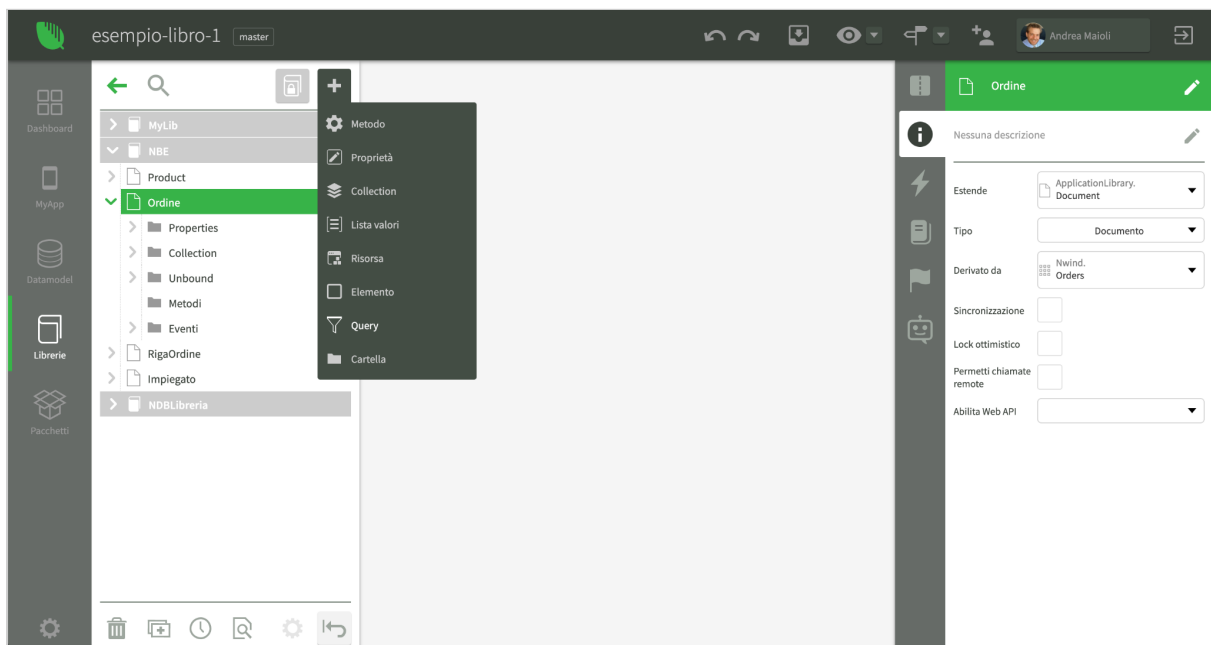 esempio-libro-1 master
Andrea Maioli
Dashboard
MyApp
Datamodel
Librerie
Pacchetti
MyLib
NBE
Product
Ordine
Properties
Collection
Unbound
Metodi
Eventi
RigaOrdine
Impiegato
NDBLibreria
Metodo
Proprietà
Collection
Lista valori
Risorsa
Elemento
Query
Cartella
Ordine
Nessuna descrizione
Estende
ApplicationLibrary.
Document
Tipo
Documento
Derivato da
Nwind.
Orders
Sincronizzazione
Lock ottimistico
Permetti chiamate
remote
Abilita Web API